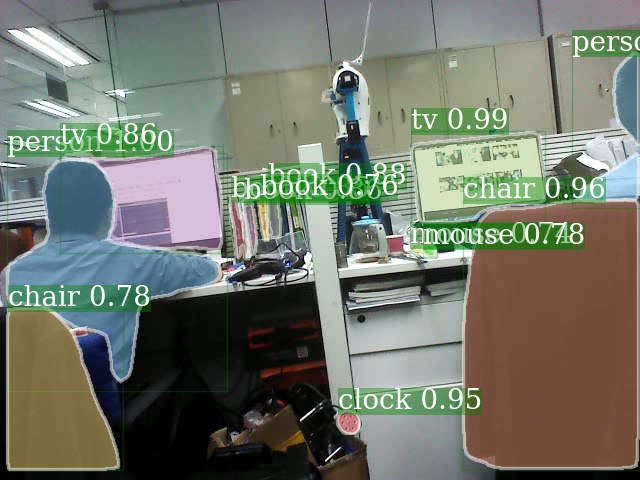 perso
tv 0.99
tv 0.86
person 1.00
book 0.88
book 0.76
chair 0.96
mouse 0.78
chair 0.78
clock 0.95